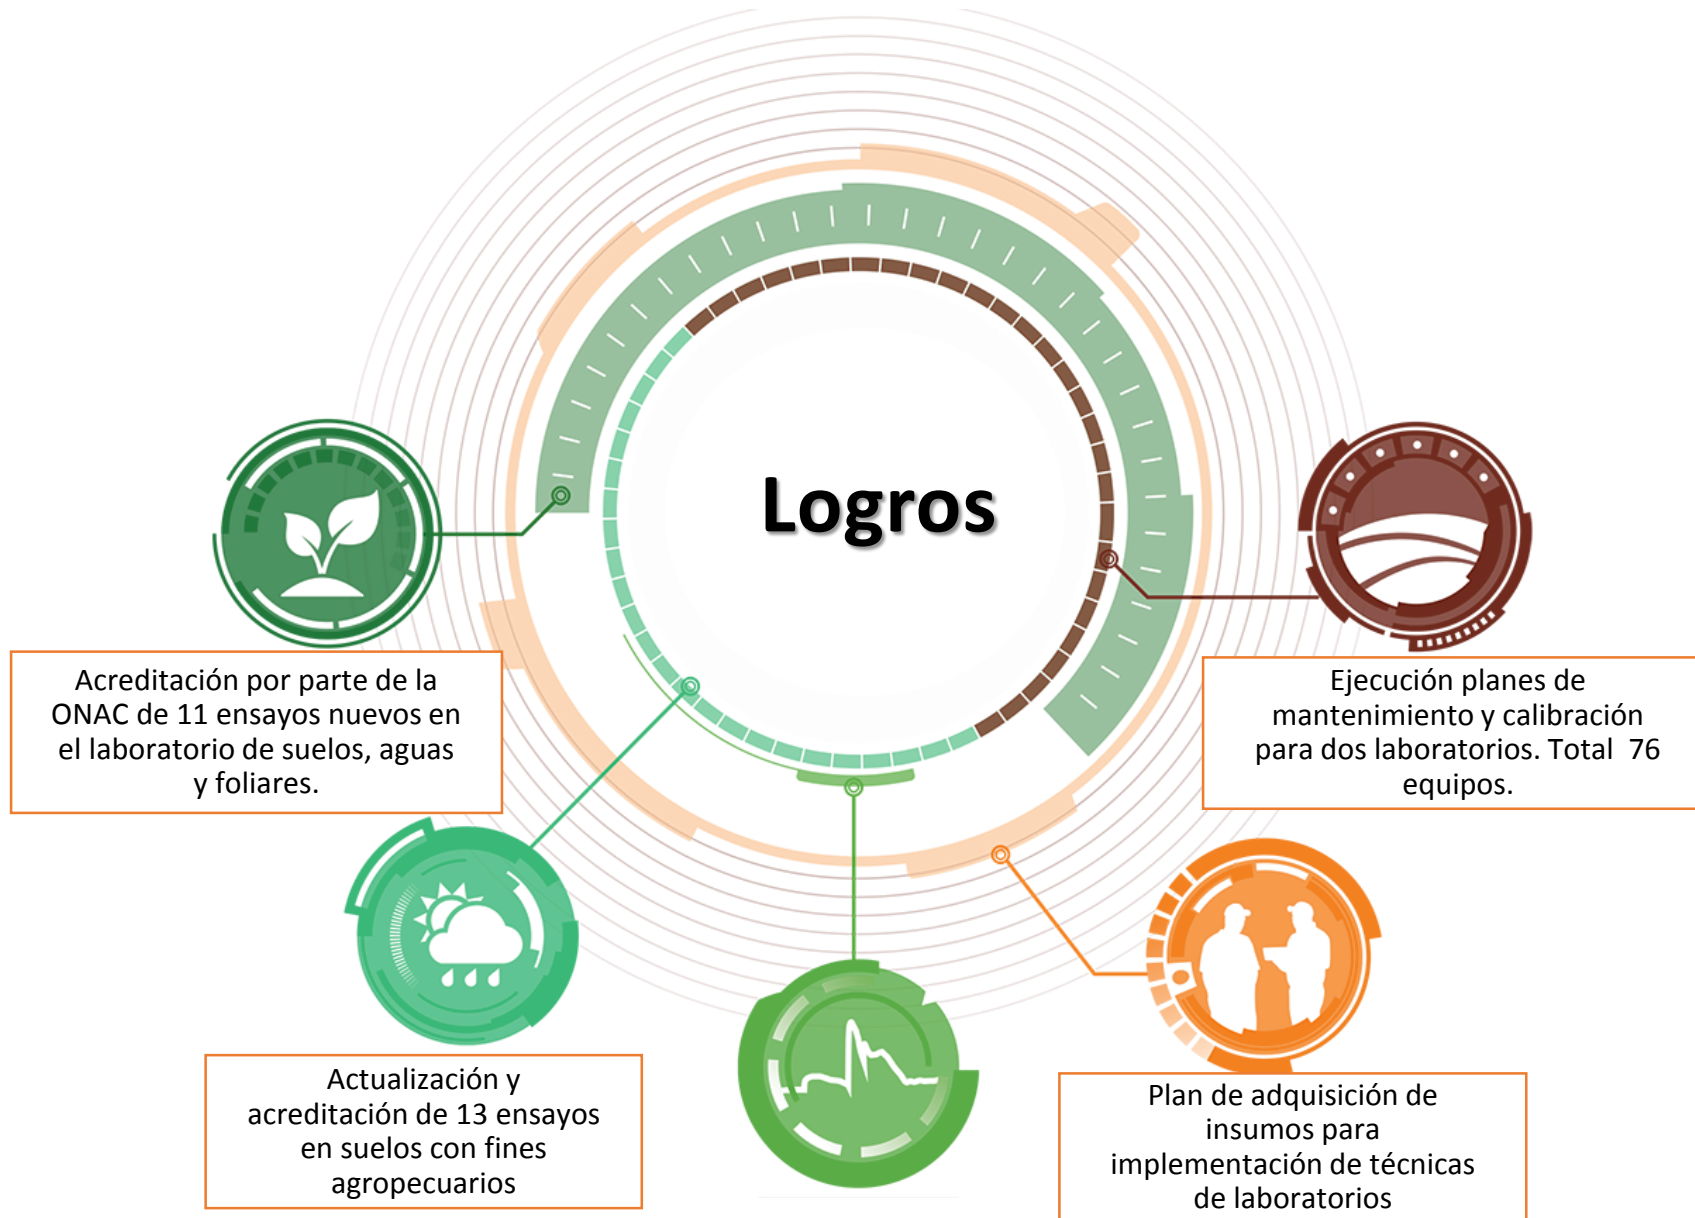 Logros
Acreditación por parte de la
ONAC de 11 ensayos nuevos en
el laboratorio de suelos, aguas
y foliares.
Ejecución planes de
mantenimiento y calibración
para dos laboratorios. Total  76
equipos.
Actualización y
acreditación de 13 ensayos
en suelos con fines
agropecuarios
Plan de adquisición de
insumos para
implementación de técnicas
de laboratorios